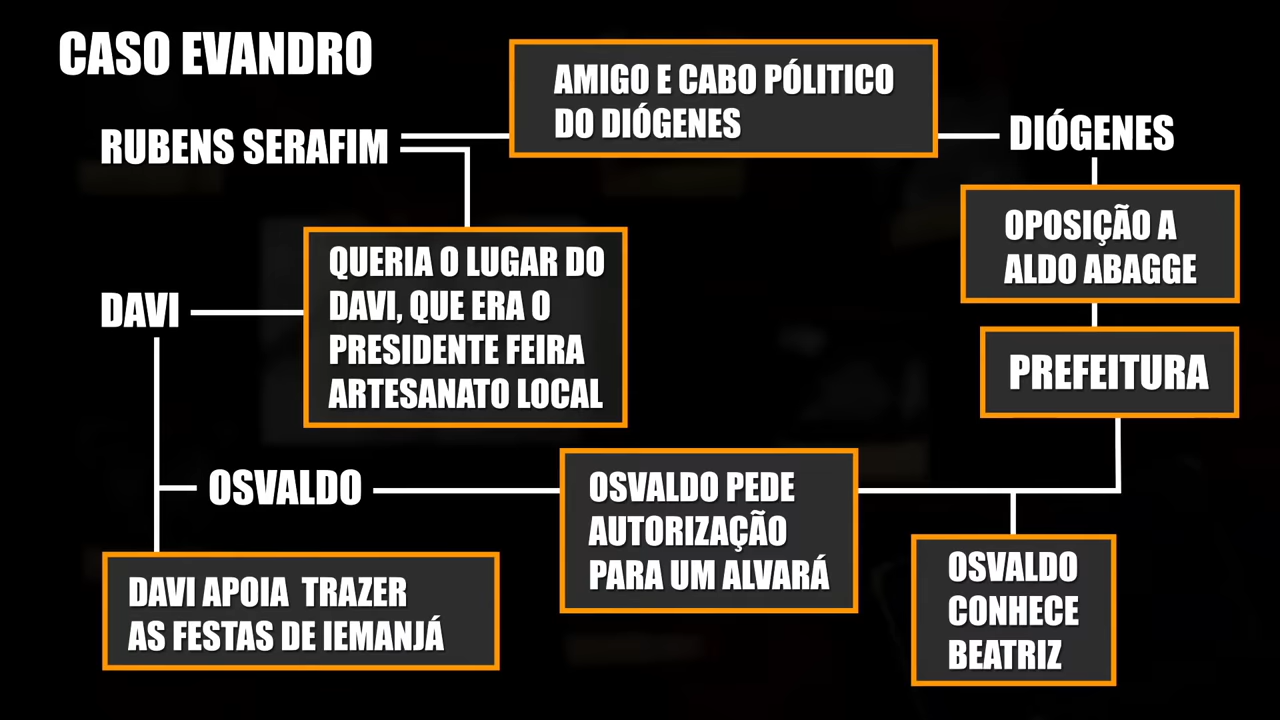 CASO EVANDRO
AMIGO E CABO PÓLITICO
DO DIÓGENES
RUBENS SERAFIM
DIÓGENES
OPOSIÇÃO A
ALDO ABAGGE
QUERIA O LUGAR DO
DAVI, QUE ERA O
PRESIDENTE FEIRA
ARTESANATO LOCAL
DAVI
PREFEITURA
OSVALDO
OSVALDO PEDE
AUTORIZAÇÃO
PARA UM ALVARÁ
OSVALDO
CONHECE
BEATRIZ
DAVI APOIA TRAZER
AS FESTAS DE IEMANJÁ